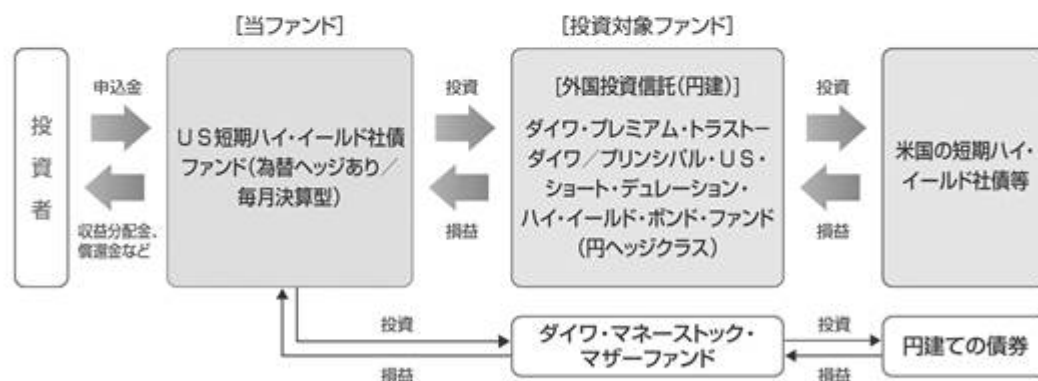 [当ファンド]
[投資対象ファンド]
投資者
申込金
収益分配金、
償還金など
US短期ハイ・イールド社債
ファンド(為替ヘッジあり/
毎月決算型)
投資
損益
[外国投資信託(円建)]
ダイワ・プレミアム・トラスト−
ダイワ/プリンシパル・US・
ショート・デュレーション・
ハイ・イールド・ボンド・ファンド
(円ヘッジクラス)
投資
損益
米国の短期ハイ・
イールド社債等
投資
損益
ダイワ・マネーストック・
マザーファンド
投資
損益
円建ての債券